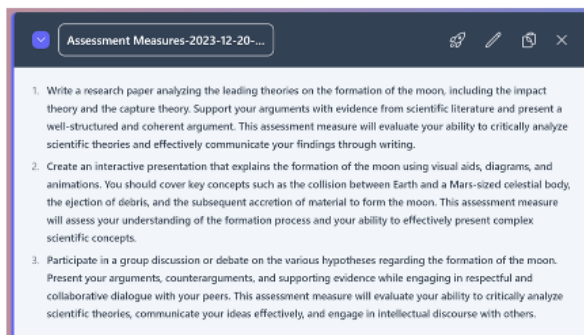 Assessment Measures-2023-12-20-...
1. Write a research paper analyzing the leading theories on the formation of the moon, including the impact
theory and the capture theory. Support your arguments with evidence from scientific literature and present a
well-structured and coherent argument. This assessment measure will evaluate your ability to critically analyze
scientific theories and effectively communicate your findings through writing.
2. Create an interactive presentation that explains the formation of the moon using visual aids, diagrams, and
animations. You should cover key concepts such as the collision between Earth and a Mars-sized celestial body,
the ejection of debris, and the subsequent accretion of material to form the moon. This assessment measure
will assess your understanding of the formation process and your ability to effectively present complex
scientific concepts.
3. Participate in a group discussion or debate on the various hypotheses regarding the formation of the moon.
Present your arguments, counterarguments, and supporting evidence while engaging in respectful and
collaborative dialogue with your peers. This assessment measure will evaluate your ability to critically analyze
scientific theories, communicate your ideas effectively, and engage in intellectual discourse with others.